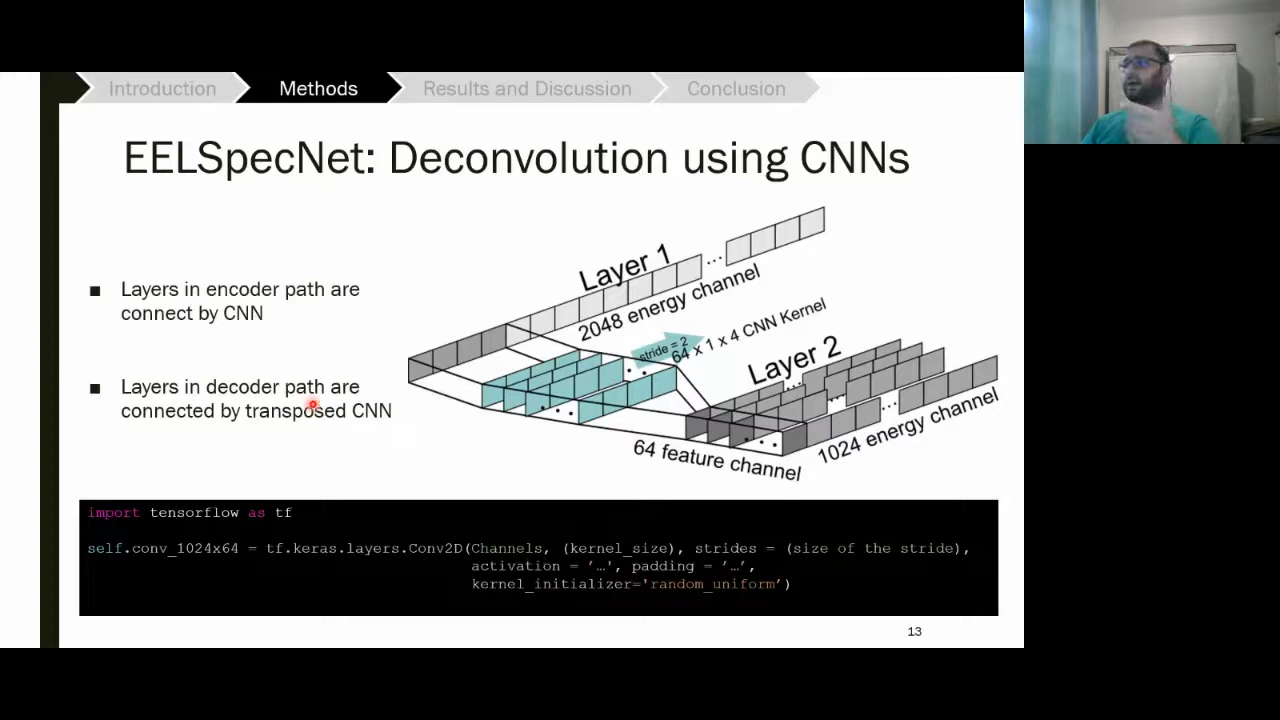 Introduction
Methods
Results and Discussion
Conclusion
EELSpecNet: Deconvolution using CNNs
■ Layers in encoder path are
connect by CNN
■ Layers in decoder path are
connected by transposed CNN
Layer 1
...
2048 energy channel
stride = 2
64 x 1 x 4 CNN Kernel
Layer 2
1024 energy channel
64 feature channel
import tensorflow as tf
self.conv_1024x64 = tf.keras.layers.Conv2D(Channels, (kernel_size), strides = (size of the stride),
activation = '…', padding = '…',
kernel_initializer='random_uniform')
13